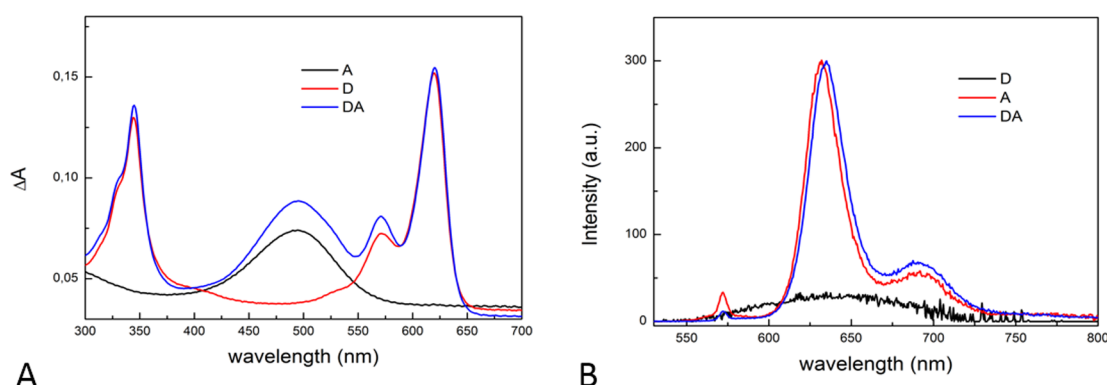 A
D
DA
0,15
0,10
0,05
ΔA
300 350 400 450 500 550 600 650 700
wavelength (nm)
A
D
A
DA
300
200
100
0
Intensity (a.u.)
550 600 650 700 750 800
wavelength (nm)
B